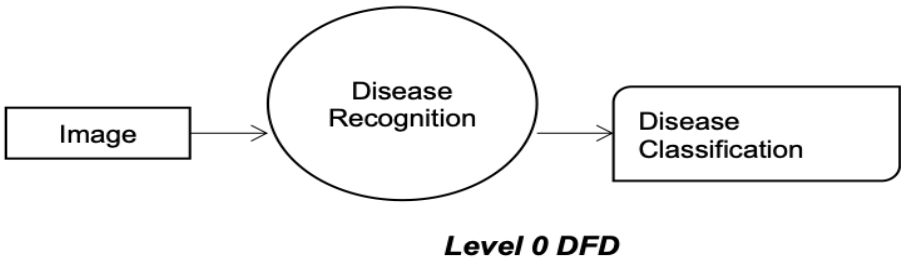 Image
Disease
Recognition
Disease
Classification
Level 0 DFD